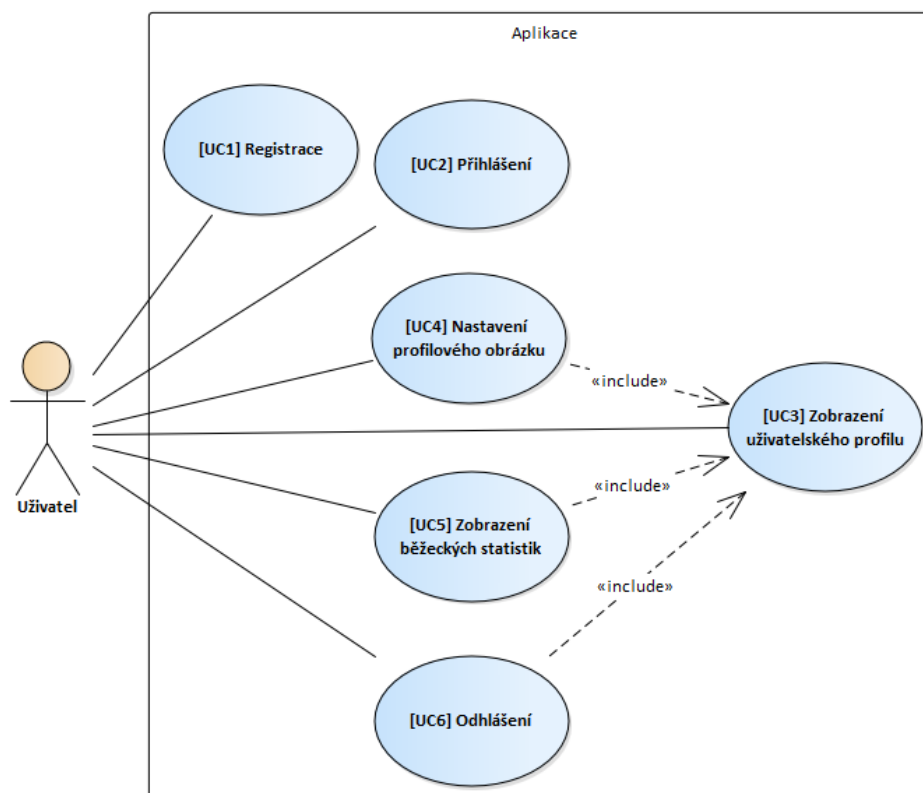 Aplikace
[UC1] Registrace
[UC2] Přihlášení
[UC4] Nastavení
profilového obrázku
«include»
[UC3] Zobrazení
uživatelského profilu
Uživatel
«include»
[UC5] Zobrazení
běžeckých statistik
«include»
[UC6] Odhlášení